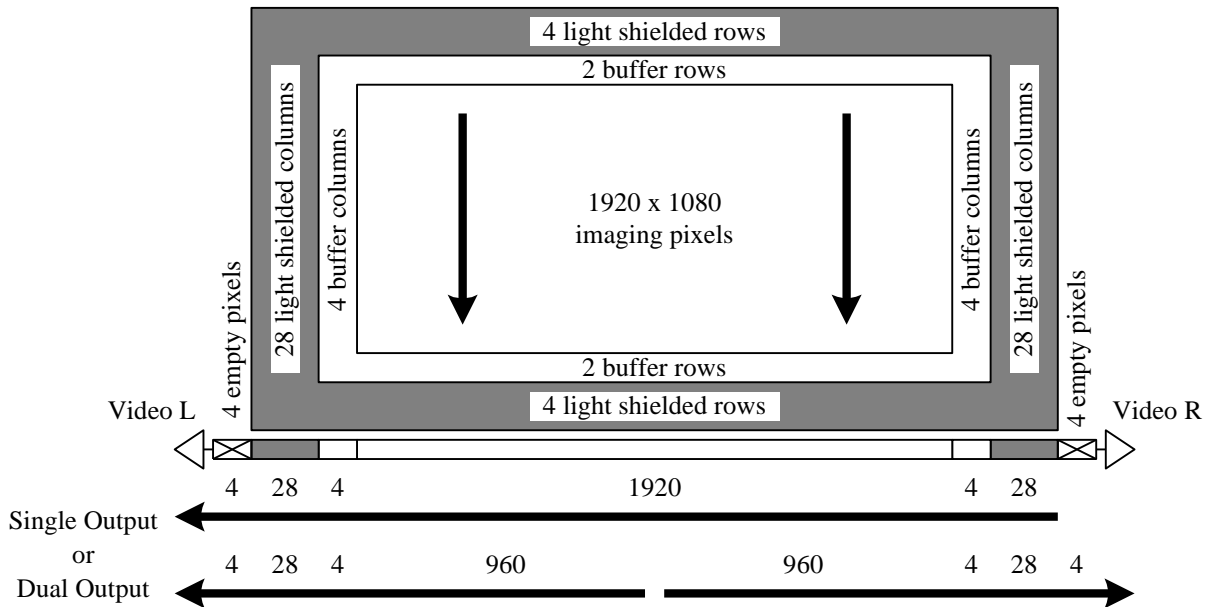 4 light shielded rows
2 buffer rows
28 light shielded columns
4 buffer columns
1920 x 1080
imaging pixels
4 buffer columns
28 light shielded columns
4 empty pixels
4 empty pixels
2 buffer rows
4 light shielded rows
Video L
Video R
4 28 4 1920 4 28
Single Output
or
Dual Output
4 28 4 960 960 4 28 4